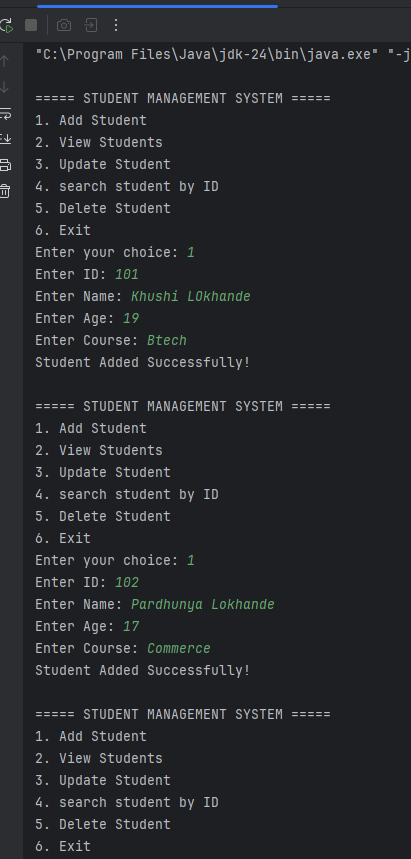 "C:\Program Files\Java\jdk-24\bin\java.exe" "-j
===== STUDENT MANAGEMENT SYSTEM =====
1. Add Student
2. View Students
3. Update Student
4. search student by ID
5. Delete Student
6. Exit
Enter your choice: 1
Enter ID: 101
Enter Name: Khushi LOkhande
Enter Age: 19
Enter Course: Btech
Student Added Successfully!
===== STUDENT MANAGEMENT SYSTEM =====
1. Add Student
2. View Students
3. Update Student
4. search student by ID
5. Delete Student
6. Exit
Enter your choice: 1
Enter ID: 102
Enter Name: Pardhunya Lokhande
Enter Age: 17
Enter Course: Commerce
Student Added Successfully!
===== STUDENT MANAGEMENT SYSTEM =====
1. Add Student
2. View Students
3. Update Student
4. search student by ID
5. Delete Student
6. Exit